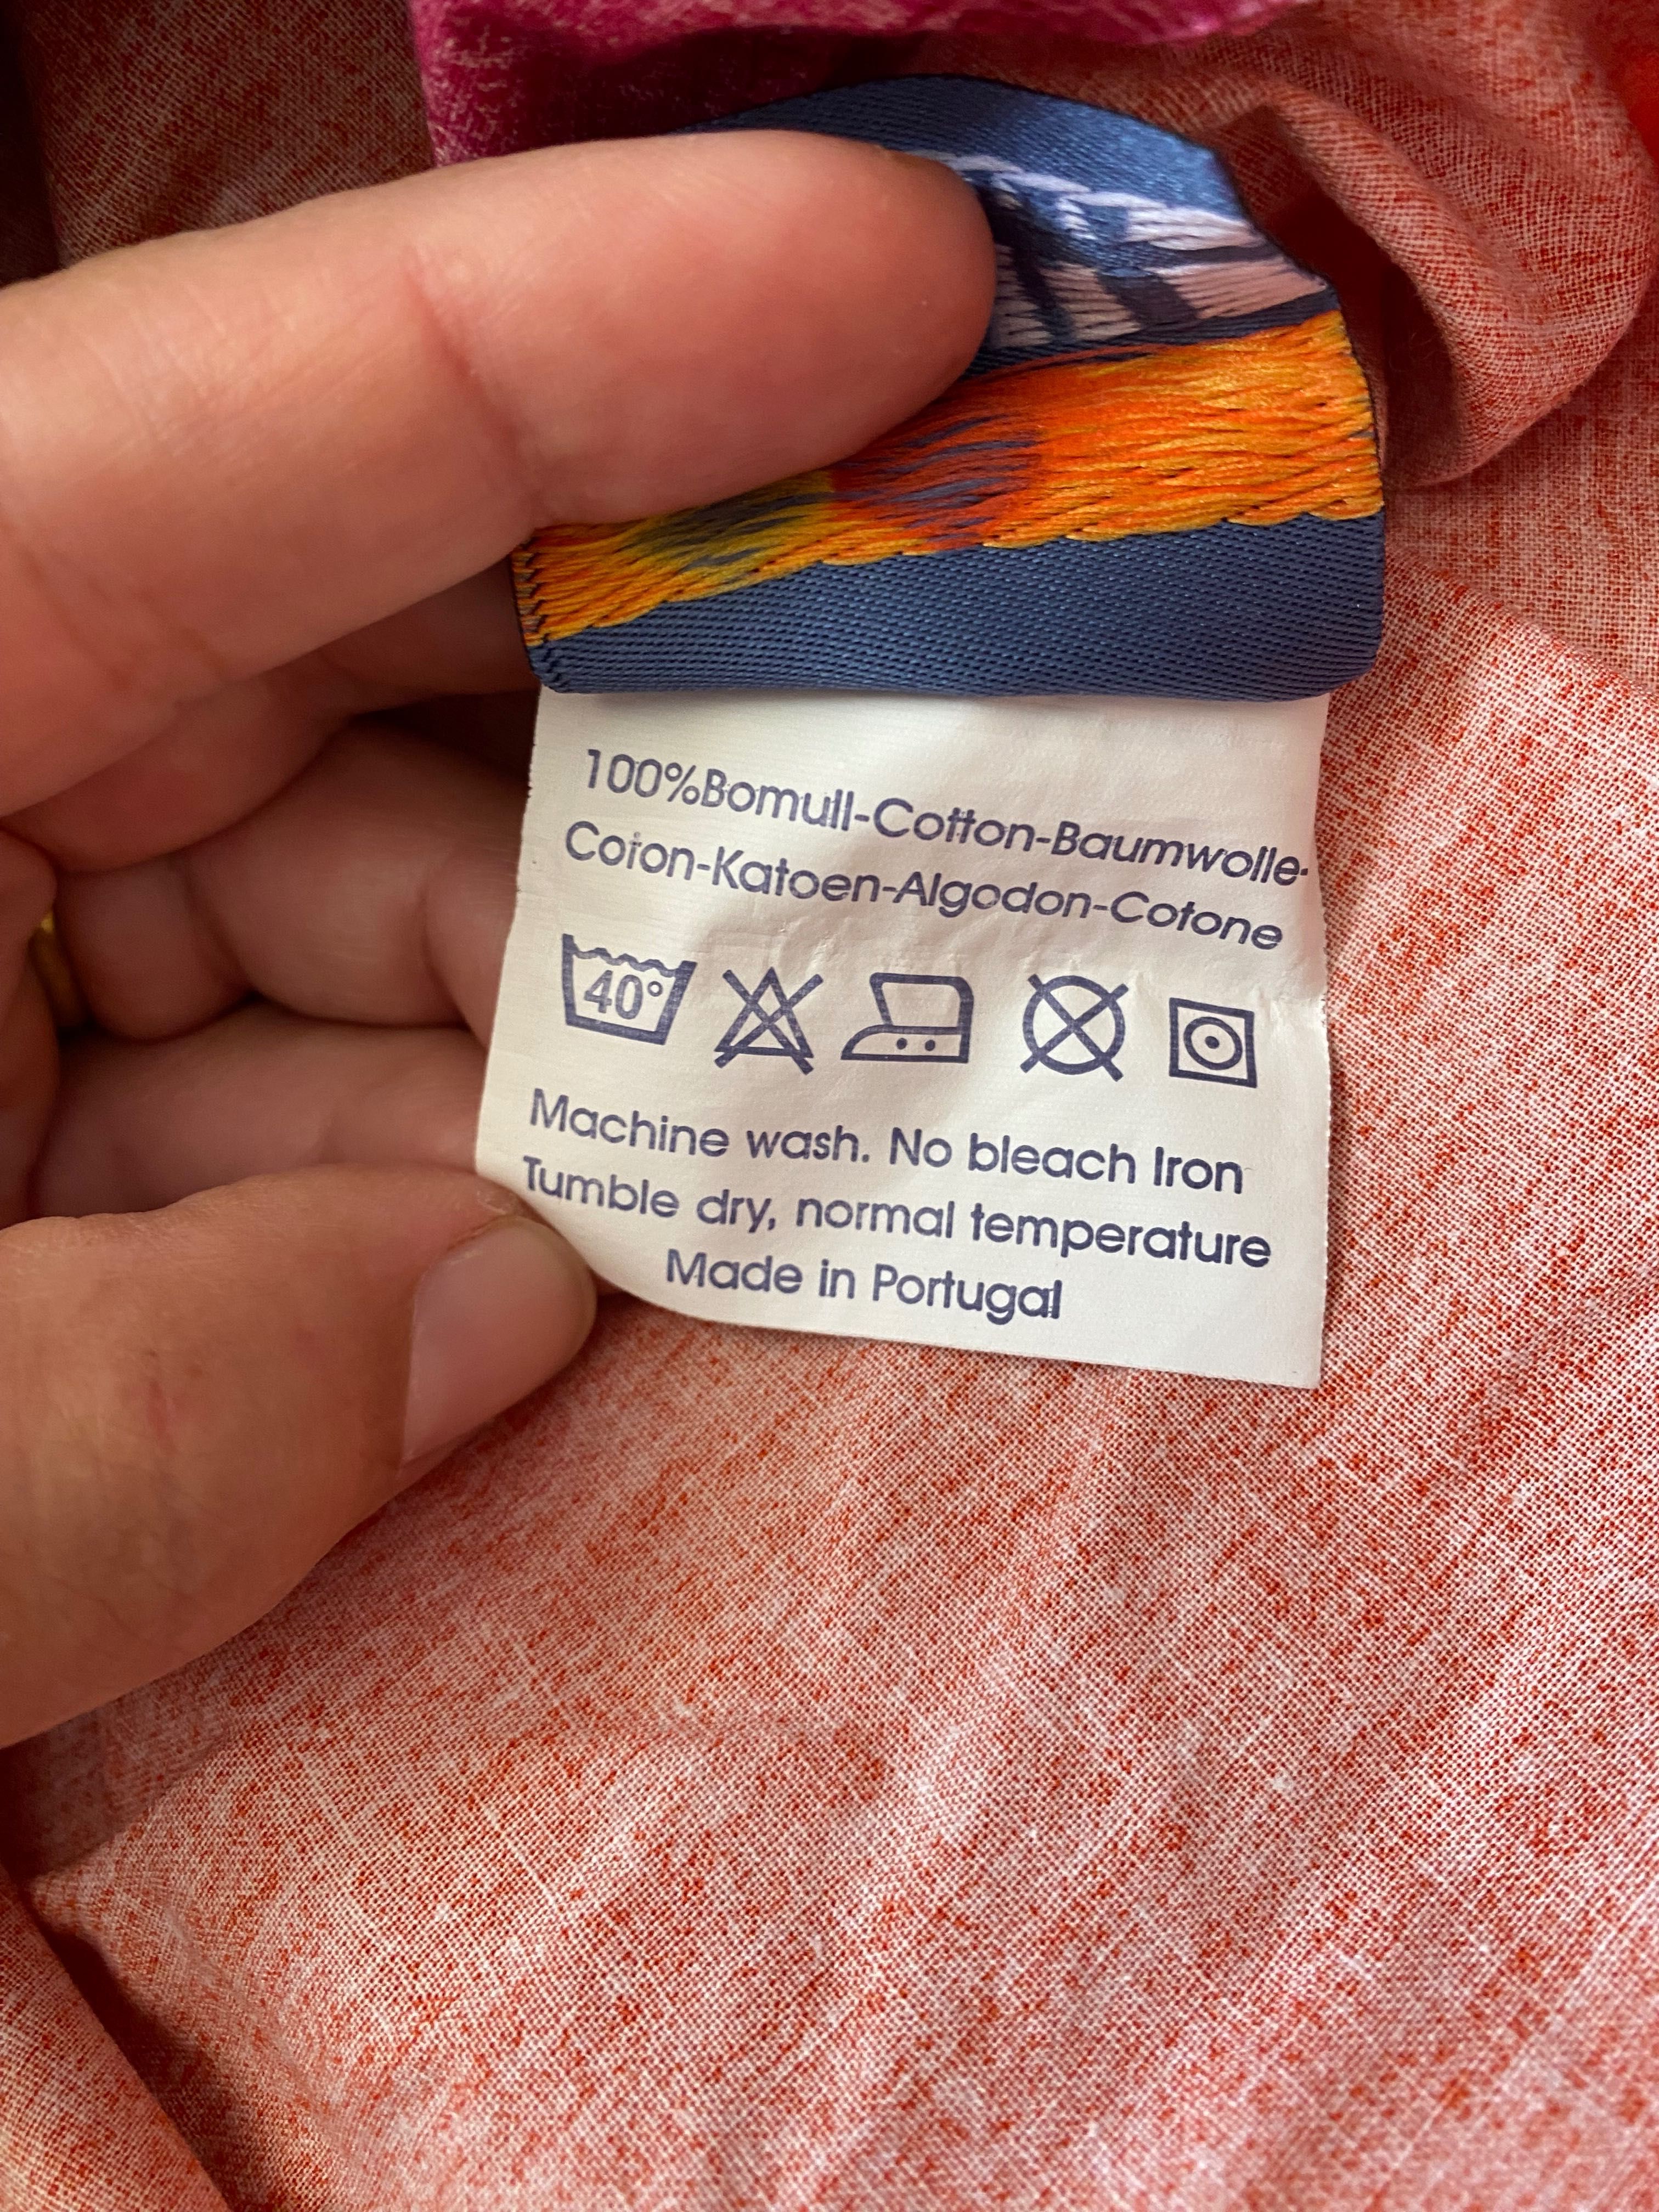 100%Bomull-Cotton-Baumwolle-
Coton-Katoen-Algodon-Cotone
40°
Machine wash. No bleach Iron
Tumble dry, normal temperature
Made in Portugal